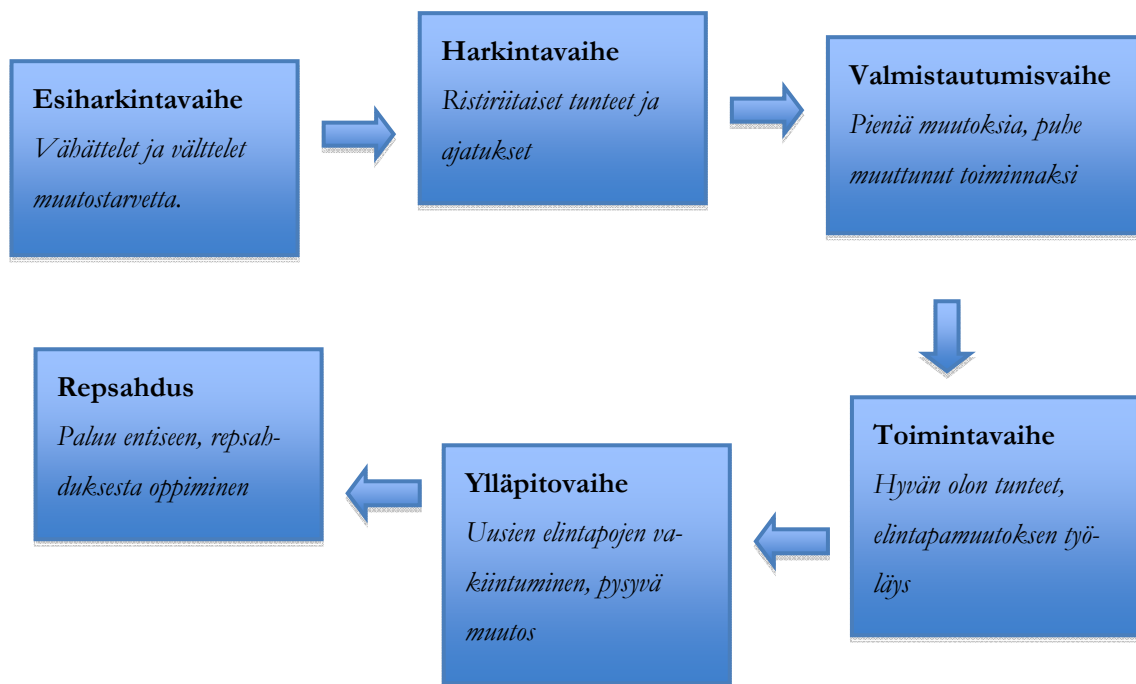 Esiharkintavaihe
Vähättelet ja välttelet
muutostarvetta.
Harkintavaihe
Ristiriitaiset tunteet ja
ajatukset
Valmistautumisvaihe
Pieniä muutoksia, puhe
muuttunut toiminnaksi
Toimintavaihe
Hyvän olon tunteet,
elintapamuutoksen työ-
läys
Ylläpitovaihe
Uusien elintapojen va-
kiintuminen, pysyvä
muutos
Repsahdus
Paluu entiseen, repsah-
duksesta oppiminen